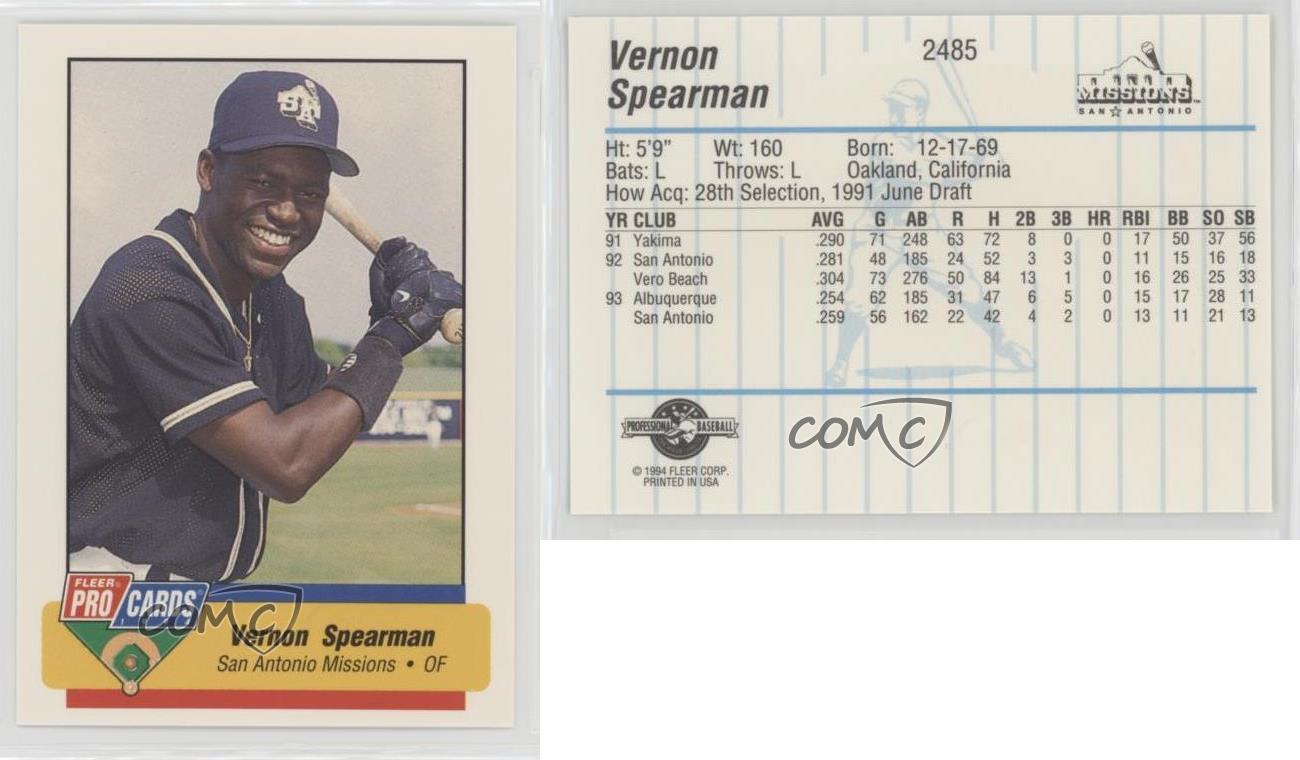 SA
FLEER®
PRO CARDS®
COMC
Vernon Spearman
San Antonio Missions • OF
Vernon
Spearman
2485
MISSIONS™
SAN ☆ ANTONIO
Ht: 5'9" Wt: 160 Born: 12-17-69
Bats: L Throws: L Oakland, California
How Acq: 28th Selection, 1991 June Draft
YR CLUB AVG G AB R H 2B 3B HR RBI BB SO SB
91 Yakima .290 71 248 63 72 8 0 0 17 50 37 56
92 San Antonio .281 48 185 24 52 3 3 0 11 15 16 18
Vero Beach .304 73 276 50 84 13 1 0 16 26 25 33
93 Albuquerque .254 62 185 31 47 6 5 0 15 17 28 11
San Antonio .259 56 162 22 42 4 2 0 13 11 21 13
PROFESSIONAL BASEBALL
COMC
© 1994 FLEER CORP.
PRINTED IN USA